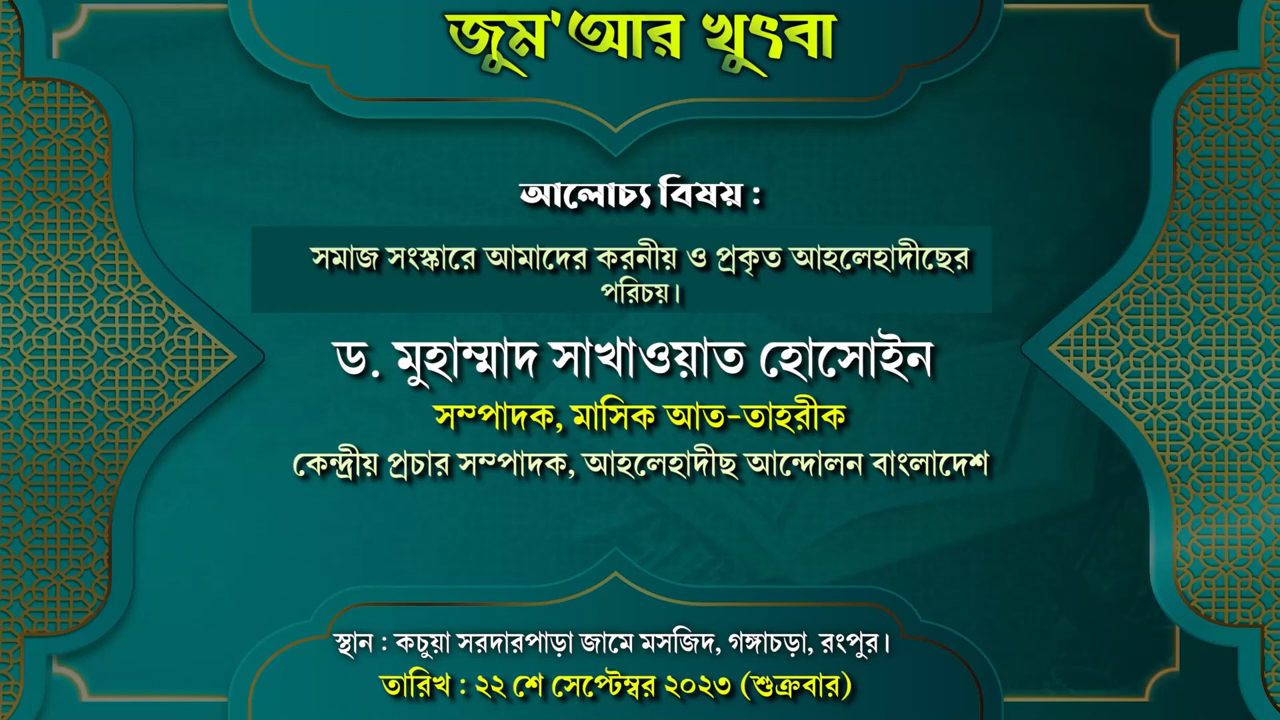 জুম'আর খুৎবা
আলোচ্য বিষয় :
সমাজ সংস্কারে আমাদের করনীয় ও প্রকৃত আহলেহাদীছের
পরিচয়।
ড. মুহাম্মাদ সাখাওয়াত হোসোইন
সম্পাদক, মাসিক আত-তাহরীক
কেন্দ্রীয় প্রচার সম্পাদক, আহলেহাদীছ আন্দোলন বাংলাদেশ
স্থান : কচুয়া সরদারপাড়া জামে মসজিদ, গঙ্গাচড়া, রংপুর।
তারিখ : ২২ শে সেপ্টেম্বর ২০২৩ (শুক্রবার)